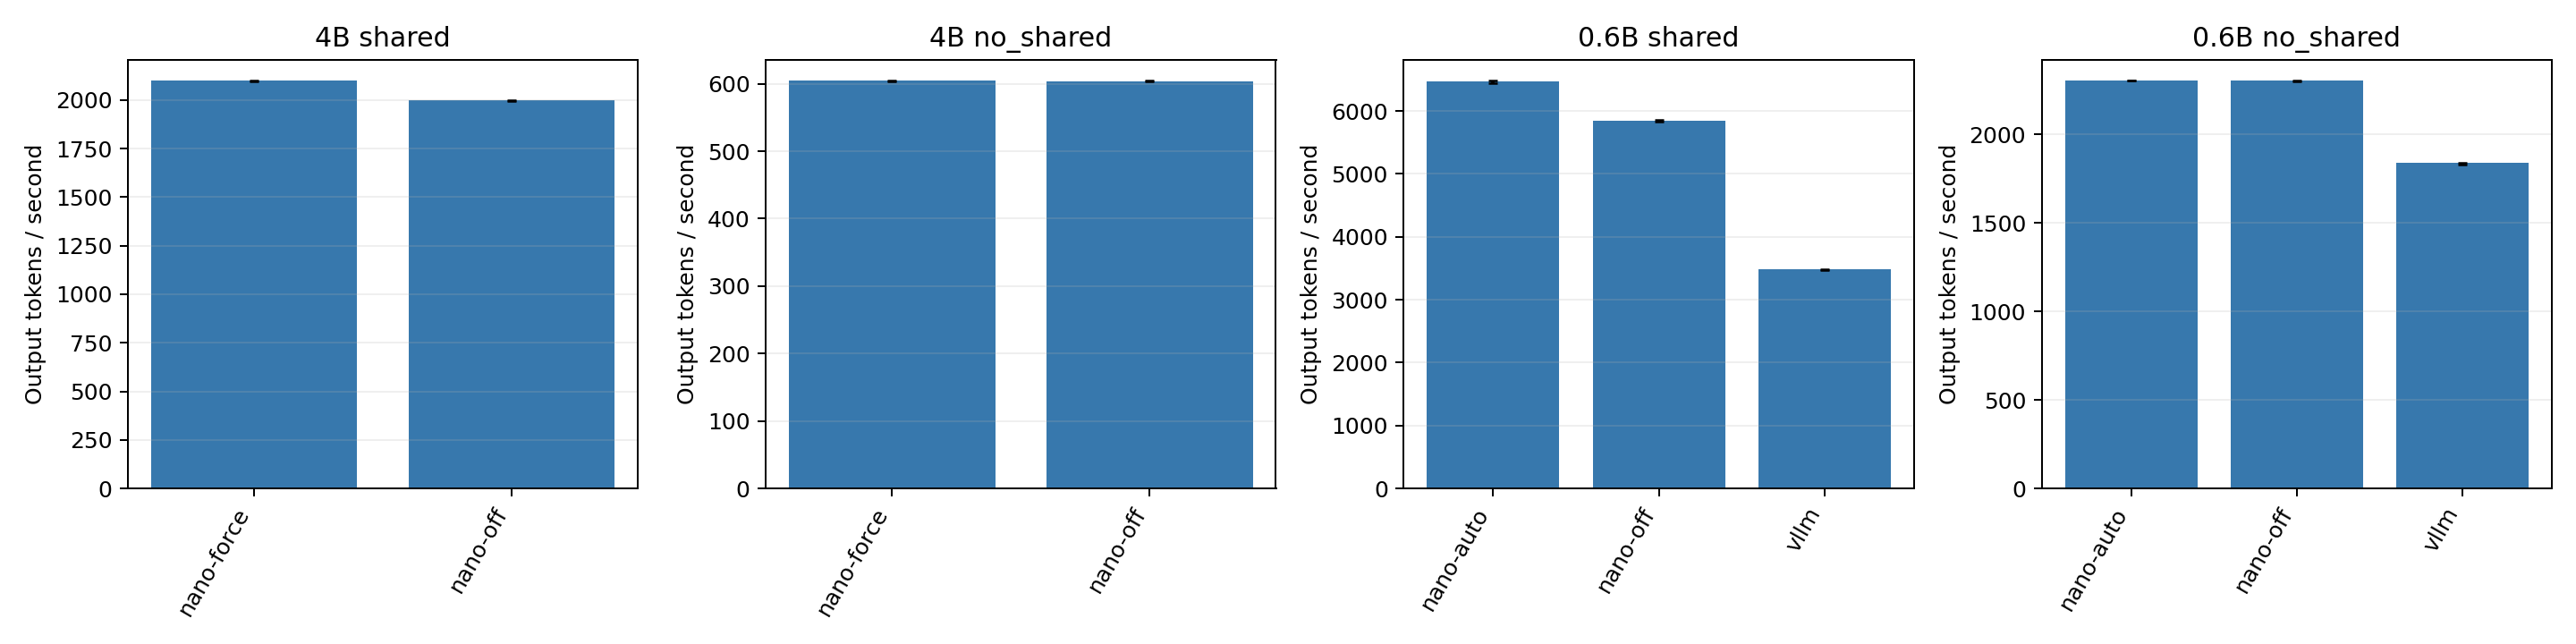 4B shared
Output tokens / second
2000
1750
1500
1250
1000
750
500
250
0
nano-force
nano-off
4B no_shared
Output tokens / second
600
500
400
300
200
100
0
nano-force
nano-off
0.6B shared
Output tokens / second
6000
5000
4000
3000
2000
1000
0
nano-auto
nano-off
vllm
0.6B no_shared
Output tokens / second
2000
1500
1000
500
0
nano-auto
nano-off
vllm